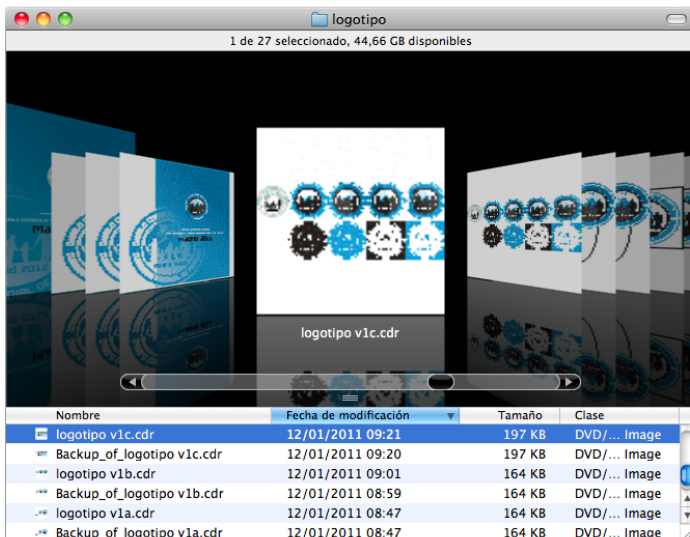 logotipo
1 de 27 seleccionado, 44,66 GB disponibles
logotipo v1c.cdr
Nombre Fecha de modificación Tamaño Clase
logotipo v1c.cdr 12/01/2011 09:21 197 KB DVD/... Image
Backup_of_logotipo v1c.cdr 12/01/2011 09:20 197 KB DVD/... Image
logotipo v1b.cdr 12/01/2011 09:01 164 KB DVD/... Image
Backup_of_logotipo v1b.cdr 12/01/2011 08:59 164 KB DVD/... Image
logotipo v1a.cdr 12/01/2011 08:47 164 KB DVD/... Image
Backup_of_logotipo v1a.cdr 12/01/2011 08:47 164 KB DVD/... Image